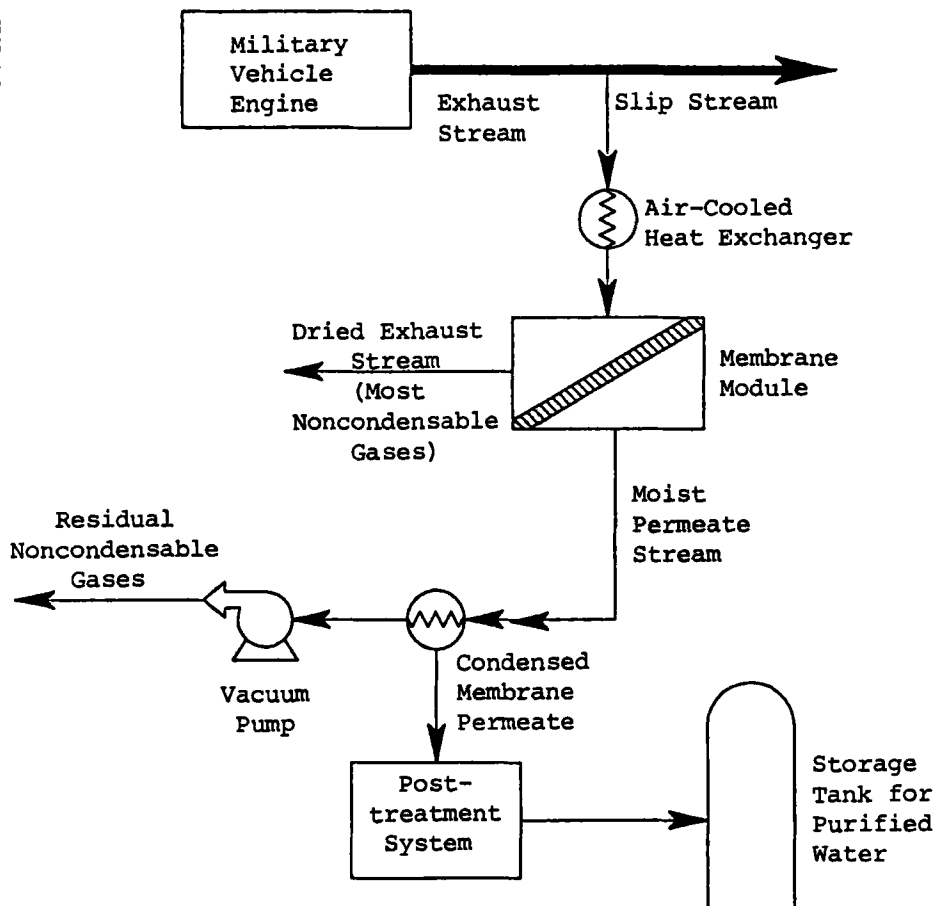 Military
Vehicle
Engine
Exhaust
Stream
Slip Stream
Air-Cooled
Heat Exchanger
Dried Exhaust
Stream
(Most
Noncondensable
Gases)
Membrane
Module
Moist
Permeate
Stream
Residual
Noncondensable
Gases
Vacuum
Pump
Condensed
Membrane
Permeate
Post-
treatment
System
Storage
Tank for
Purified
Water